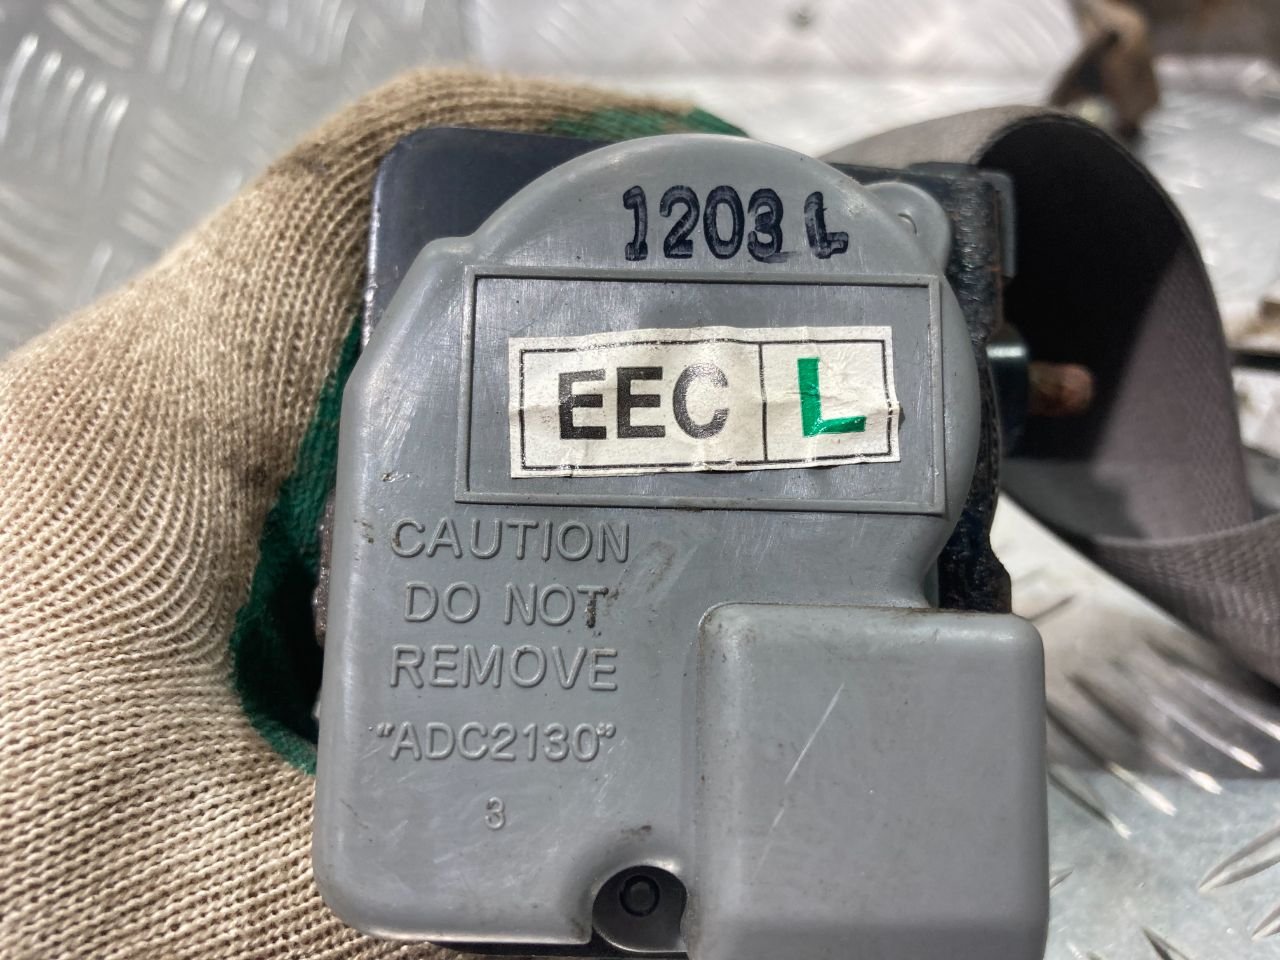 1203 L
EEC L
CAUTION
DO NOT
REMOVE
"ADC2130"
3